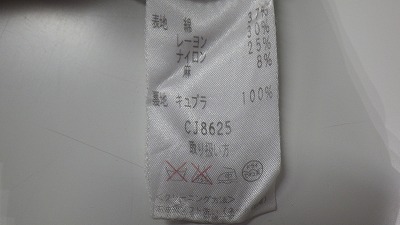 表地 綿 37%
レーヨン 30%
ナイロン 25%
麻 8%
裏地 キュプラ 100%
CJ8625
取り扱い方